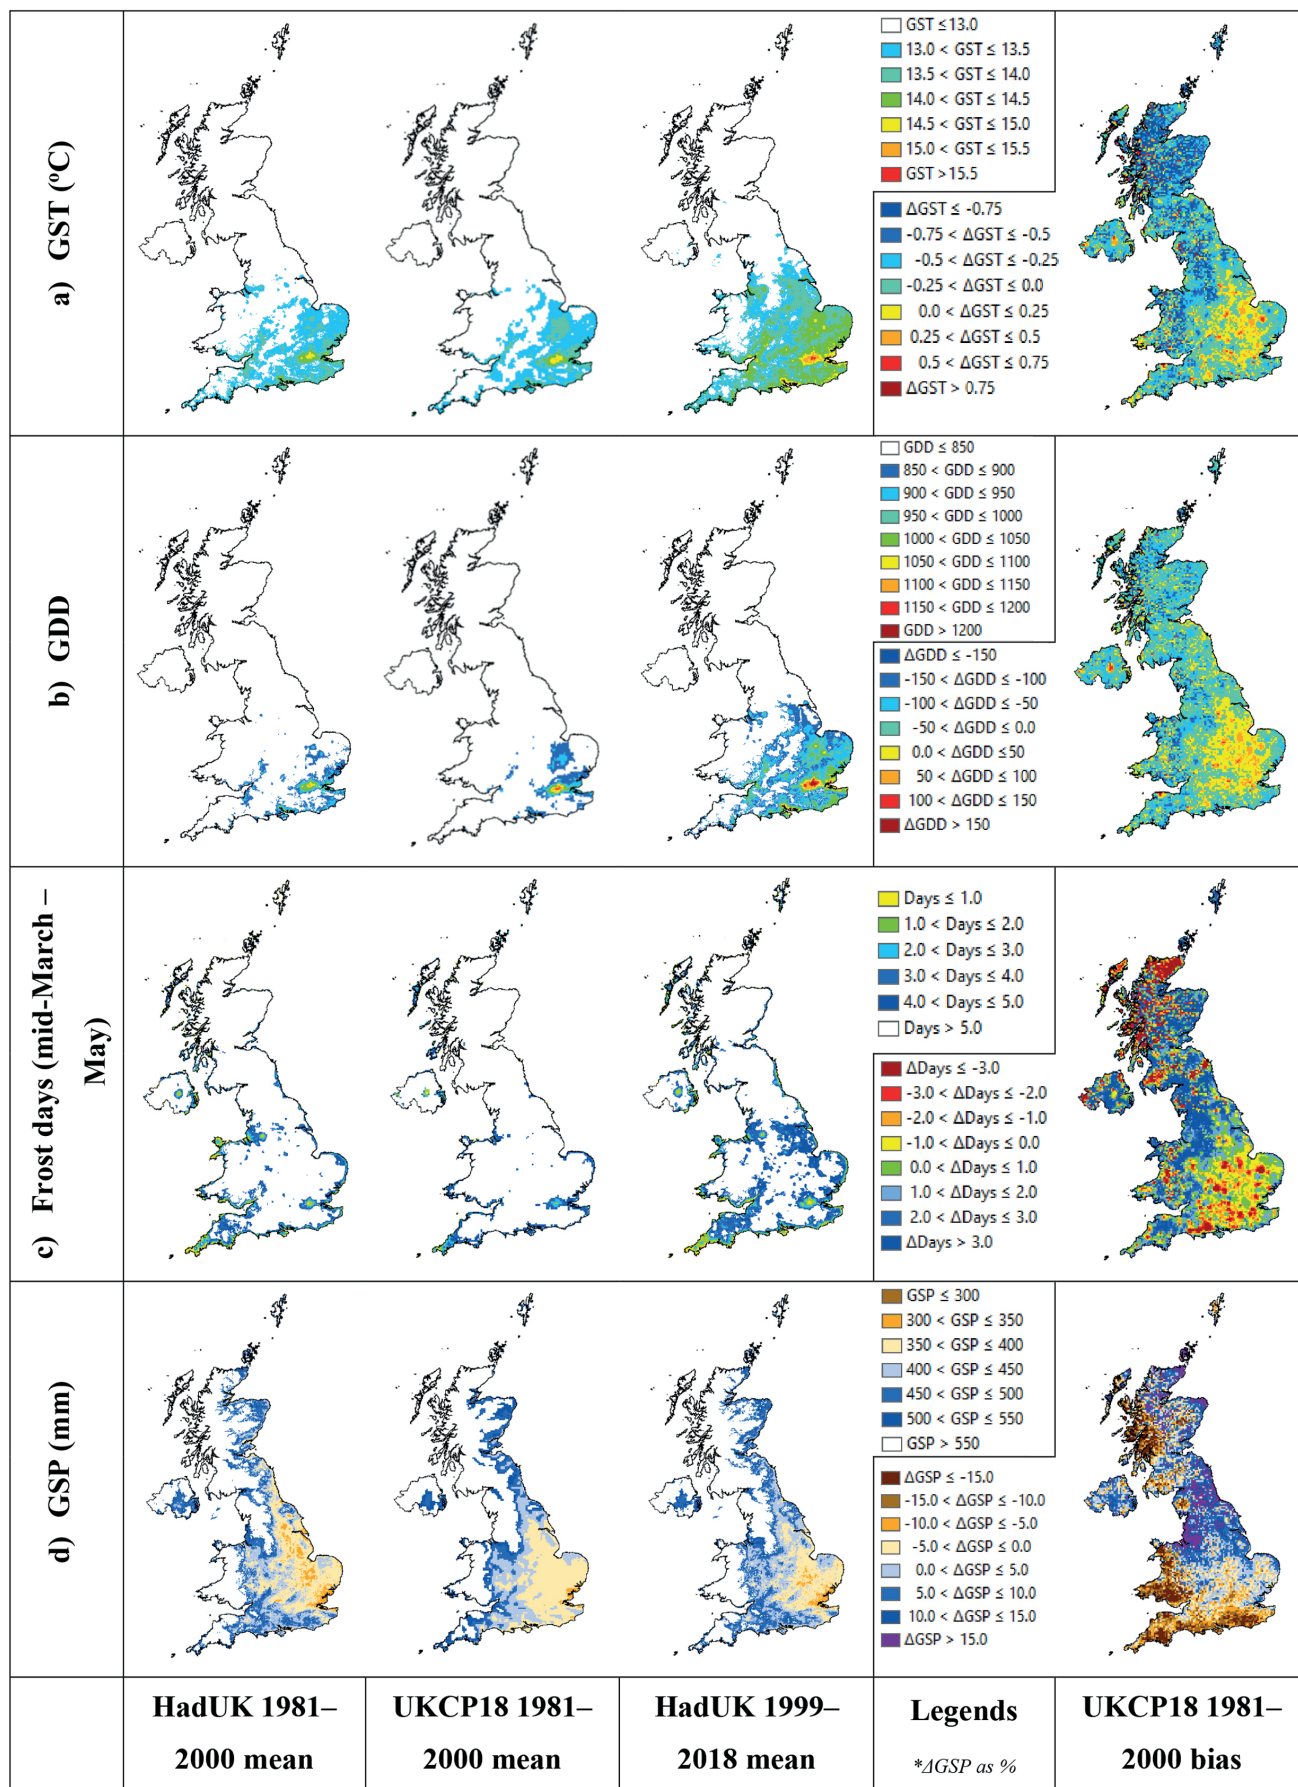 a) GST (ºC)
GST ≤13.0
13.0 < GST ≤ 13.5
13.5 < GST ≤ 14.0
14.0 < GST ≤ 14.5
14.5 < GST ≤ 15.0
15.0 < GST ≤ 15.5
GST >15.5
ΔGST ≤ -0.75
-0.75 < ΔGST ≤ -0.5
-0.5 < ΔGST ≤ -0.25
-0.25 < ΔGST ≤ 0.0
0.0 < ΔGST ≤ 0.25
0.25 < ΔGST ≤ 0.5
0.5 < ΔGST ≤ 0.75
ΔGST > 0.75
b) GDD
GDD ≤ 850
850 < GDD ≤ 900
900 < GDD ≤ 950
950 < GDD ≤ 1000
1000 < GDD ≤ 1050
1050 < GDD ≤ 1100
1100 < GDD ≤ 1150
1150 < GDD ≤ 1200
GDD > 1200
ΔGDD ≤ -150
-150 < ΔGDD ≤ -100
-100 < ΔGDD ≤ -50
-50 < ΔGDD ≤ 0.0
0.0 < ΔGDD ≤50
50 < ΔGDD ≤ 100
100 < ΔGDD ≤ 150
ΔGDD > 150
c) Frost days (mid-March –
May)
Days ≤ 1.0
1.0 < Days ≤ 2.0
2.0 < Days ≤ 3.0
3.0 < Days ≤ 4.0
4.0 < Days ≤ 5.0
Days > 5.0
ΔDays ≤ -3.0
-3.0 < ΔDays ≤ -2.0
-2.0 < ΔDays ≤ -1.0
-1.0 < ΔDays ≤ 0.0
0.0 < ΔDays ≤ 1.0
1.0 < ΔDays ≤ 2.0
2.0 < ΔDays ≤ 3.0
ΔDays > 3.0
d) GSP (mm)
GSP ≤ 300
300 < GSP ≤ 350
350 < GSP ≤ 400
400 < GSP ≤ 450
450 < GSP ≤ 500
500 < GSP ≤ 550
GSP > 550
ΔGSP ≤ -15.0
-15.0 < ΔGSP ≤ -10.0
-10.0 < ΔGSP ≤ -5.0
-5.0 < ΔGSP ≤ 0.0
0.0 < ΔGSP ≤ 5.0
5.0 < ΔGSP ≤ 10.0
10.0 < ΔGSP ≤ 15.0
ΔGSP > 15.0
HadUK 1981–
2000 mean
UKCP18 1981–
2000 mean
HadUK 1999–
2018 mean
Legends
*ΔGSP as %
UKCP18 1981–
2000 bias